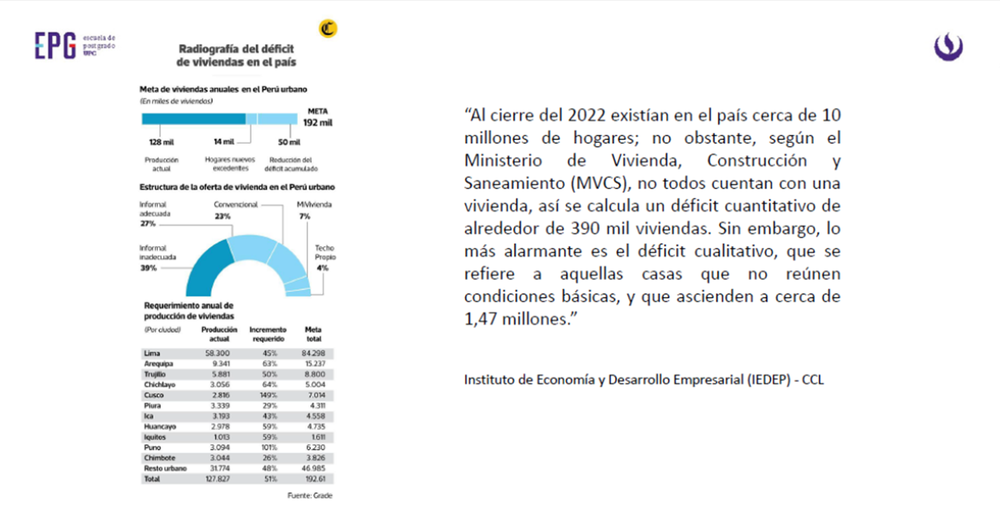 EPG
escuela de
postgrado
UPC
Radiografía del déficit
de viviendas en el país
Meta de viviendas anuales en el Perú urbano
(En miles de viviendas)
META
192 mil
128 mil 14 mil 50 mil
Producción Hogares nuevos Reducción del
actual excedentes déficit acumulado
Estructura de la oferta de vivienda en el Perú urbano
Informal
adecuada
27%
Convencional
23%
MiVivienda
7%
Informal
inadecuada
39%
Techo
Propio
4%
Requerimiento anual de
producción de viviendas
(Por ciudad) Producción Incremento Meta
actual requerido total
Lima 58.300 45% 84.298
Arequipa 9.341 63% 15.237
Trujillo 5.881 50% 8.800
Chichlayo 3.056 64% 5.004
Cusco 2.816 149% 7.014
Piura 3.339 29% 4.311
Ica 3.193 43% 4.558
Huancayo 2.978 59% 4.735
Iquitos 1.013 59% 1.611
Puno 3.094 101% 6.230
Chimbote 3.044 26% 3.826
Resto urbano 31.774 48% 46.985
Total 127.827 51% 192.61
Fuente: Grade
“Al cierre del 2022 existían en el país cerca de 10
millones de hogares; no obstante, según el
Ministerio de Vivienda, Construcción y
Saneamiento (MVCS), no todos cuentan con una
vivienda, así se calcula un déficit cuantitativo de
alrededor de 390 mil viviendas. Sin embargo, lo
más alarmante es el déficit cualitativo, que se
refiere a aquellas casas que no reúnen
condiciones básicas, y que ascienden a cerca de
1,47 millones.”
Instituto de Economía y Desarrollo Empresarial (IEDEP) - CCL